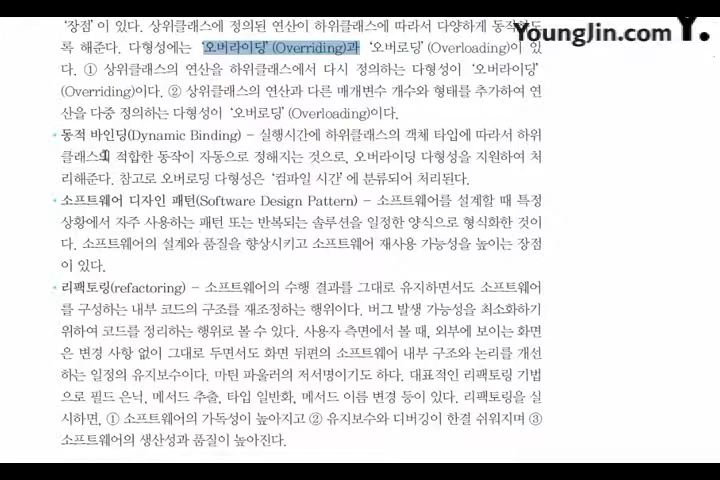 '장점'이 있다. 상위클래스에 정의된 연산이 하위클래스에 따라서 다양하게 동작하도
YoungJin.com Y.
록 해준다. 다형성에는 '오버라이딩'(Overriding)과 '오버로딩'(Overloading)이 있
다. ① 상위클래스의 연산을 하위클래스에서 다시 정의하는 다형성이 '오버라이딩'
(Overriding)이다. ② 상위클래스의 연산과 다른 매개변수 개수와 형태를 추가하여 연
산을 다중 정의하는 다형성이 '오버로딩'(Overloading)이다.
• 동적 바인딩(Dynamic Binding) – 실행시간에 하위클래스의 객체 타입에 따라서 하위
클래스의 적합한 동작이 자동으로 정해지는 것으로, 오버라이딩 다형성을 지원하여 처
리해준다. 참고로 오버로딩 다형성은 '컴파일 시간'에 분류되어 처리된다.
• 소프트웨어 디자인 패턴(Software Design Pattern) – 소프트웨어를 설계할 때 특정
상황에서 자주 사용하는 패턴 또는 반복되는 솔루션을 일정한 양식으로 형식화한 것이
다. 소프트웨어의 설계와 품질을 향상시키고 소프트웨어 재사용 가능성을 높이는 장점
이 있다.
• 리팩토링(refactoring) – 소프트웨어의 수행 결과를 그대로 유지하면서도 소프트웨어
를 구성하는 내부 코드의 구조를 재조정하는 행위이다. 버그 발생 가능성을 최소화하기
위하여 코드를 정리하는 행위로 볼 수 있다. 사용자 측면에서 볼 때, 외부에 보이는 화면
은 변경 사항 없이 그대로 두면서도 화면 뒤편의 소프트웨어 내부 구조와 논리를 개선
하는 일정의 유지보수이다. 마틴 파울러의 저서명이기도 하다. 대표적인 리팩토링 기법
으로 필드 은닉, 메서드 추출, 타입 일반화, 메서드 이름 변경 등이 있다. 리팩토링을 실
시하면, ① 소프트웨어의 가독성이 높아지고 ② 유지보수와 디버깅이 한결 쉬워지며 ③
소프트웨어의 생산성과 품질이 높아진다.